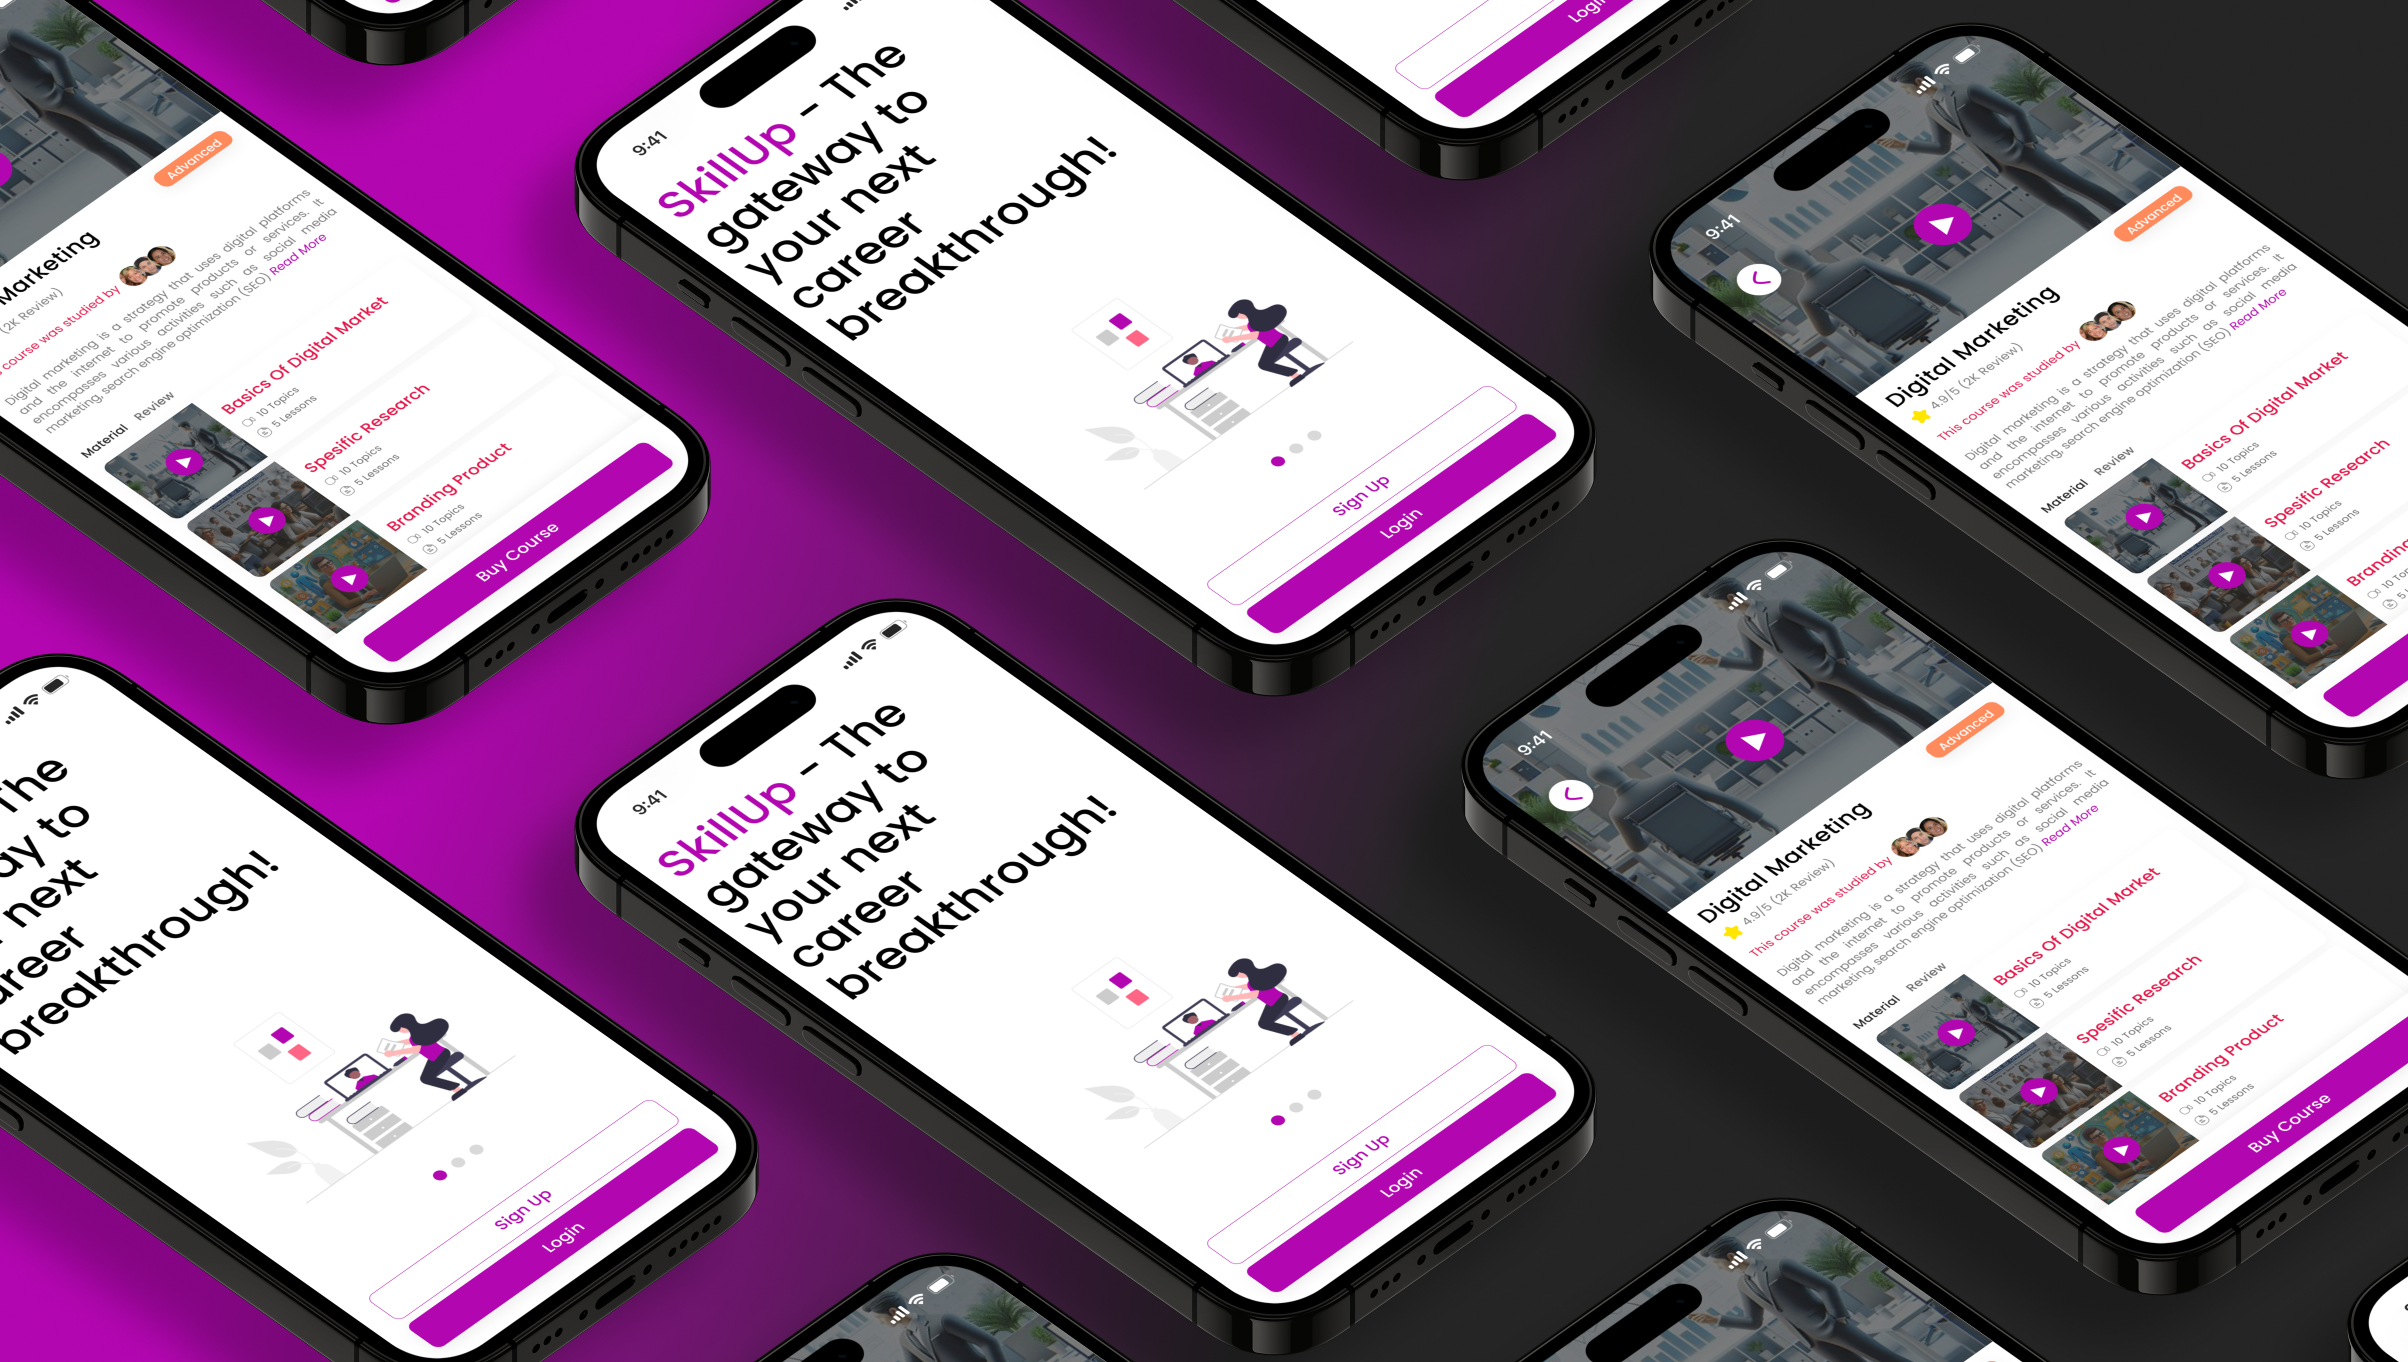 Login
Advanced
Marketing
(2K Review)
course was studied by
Digital marketing is a strategy that uses digital platforms
and the internet to promote products or services. It
encompasses various activities such as social media
marketing, search engine optimization (SEO) Read More
Material Review
Basics Of Digital Market
10 Topics
5 Lessons
Spesific Research
10 Topics
5 Lessons
Branding Product
10 Topics
5 Lessons
Buy Course
9:41
SkillUp – The
gateway to
your next
career
breakthrough!
Sign Up
Login
9:41
Advanced
Digital Marketing
4.9/5 (2K Review)
This course was studied by
Digital marketing is a strategy that uses digital platforms
and the internet to promote products or services. It
encompasses various activities such as social media
marketing, search engine optimization (SEO) Read More
Material Review
Basics Of Digital Market
10 Topics
5 Lessons
Spesific Research
10 Topics
5 Lessons
Branding
10
5
The
to
next
breakthrough!
Sign Up
Login
9:41
SkillUp – The
gateway to
your next
career
breakthrough!
Sign Up
Login
9:41
Advanced
Digital Marketing
4.9/5 (2K Review)
This course was studied by
Digital marketing is a strategy that uses digital platforms
and the internet to promote products or services. It
encompasses various activities such as social media
marketing, search engine optimization (SEO) Read More
Material Review
Basics Of Digital Market
10 Topics
5 Lessons
Spesific Research
10 Topics
5 Lessons
Branding Product
10 Topics
5 Lessons
Buy Course